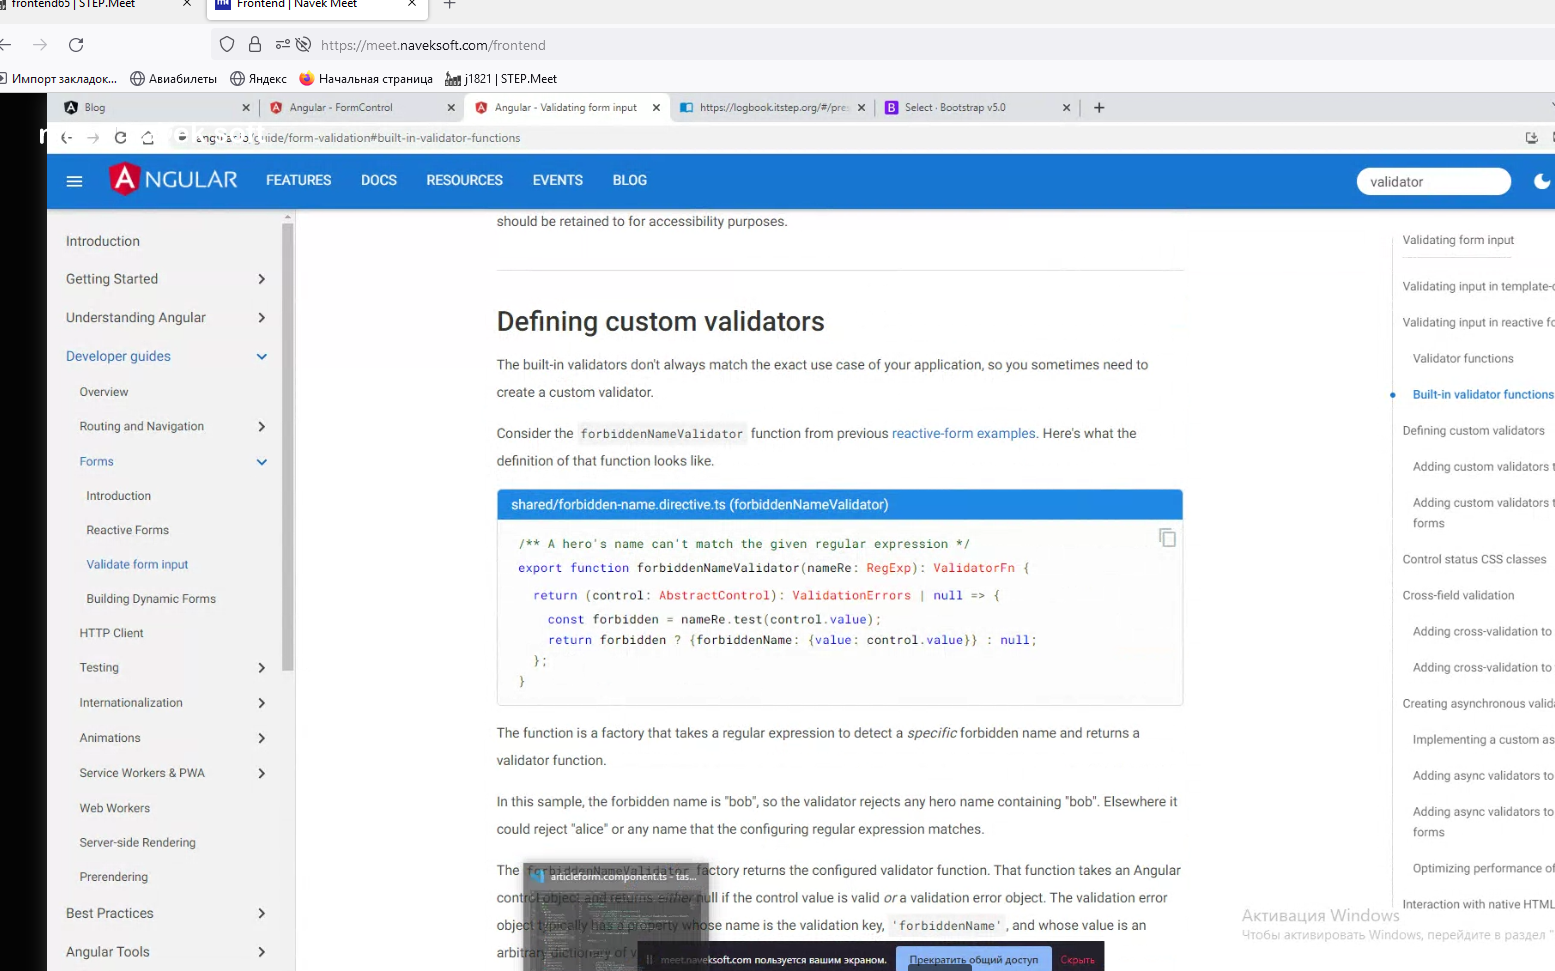 frontend65 | STEP.Meet
Frontend | Navek Meet
https://meet.naveksoft.com/frontend
Импорт закладок...
Авиабилеты
Яндекс
Начальная страница
j1821 | STEP.Meet
Blog
Angular - FormControl
Angular - Validating form input
https://logbook.itstep.org/#/pres
Select · Bootstrap v5.0
angular.io/guide/form-validation#built-in-validator-functions
ANGULAR
FEATURES
DOCS
RESOURCES
EVENTS
BLOG
validator
Introduction
Getting Started
Understanding Angular
Developer guides
Overview
Routing and Navigation
Forms
Introduction
Reactive Forms
Validate form input
Building Dynamic Forms
HTTP Client
Testing
Internationalization
Animations
Service Workers & PWA
Web Workers
Server-side Rendering
Prerendering
Best Practices
Angular Tools
should be retained to for accessibility purposes.
Defining custom validators
The built-in validators don't always match the exact use case of your application, so you sometimes need to
create a custom validator.
Consider the forbiddenNameValidator function from previous reactive-form examples. Here's what the
definition of that function looks like.
shared/forbidden-name.directive.ts (forbiddenNameValidator)
/** A hero's name can't match the given regular expression */
export function forbiddenNameValidator(nameRe: RegExp): ValidatorFn {
return (control: AbstractControl): ValidationErrors | null => {
const forbidden = nameRe.test(control.value);
return forbidden ? {forbiddenName: {value: control.value}} : null;
};
}
The function is a factory that takes a regular expression to detect a specific forbidden name and returns a
validator function.
In this sample, the forbidden name is "bob", so the validator rejects any hero name containing "bob". Elsewhere it
could reject "alice" or any name that the configuring regular expression matches.
The forbiddenNameValidator factory returns the configured validator function. That function takes an Angular
control object and returns either null if the control value is valid or a validation error object. The validation error
object typically has a property whose name is the validation key, 'forbiddenName', and whose value is an
arbitrary dictionary of v
articleform.component.ts - tas...
meet.naveksoft.com пользуется вашим экраном.
Прекратить общий доступ
Скрыть
Validating form input
Validating input in template-
Validating input in reactive fo
Validator functions
Built-in validator functions
Defining custom validators
Adding custom validators t
Adding custom validators
forms
Control status CSS classes
Cross-field validation
Adding cross-validation to
Adding cross-validation to
Creating asynchronous valida
Implementing a custom as
Adding async validators to
Adding async validators to
forms
Optimizing performance of
Interaction with native HTML
Активация Windows
Чтобы активировать Windows, перейдите в раздел "